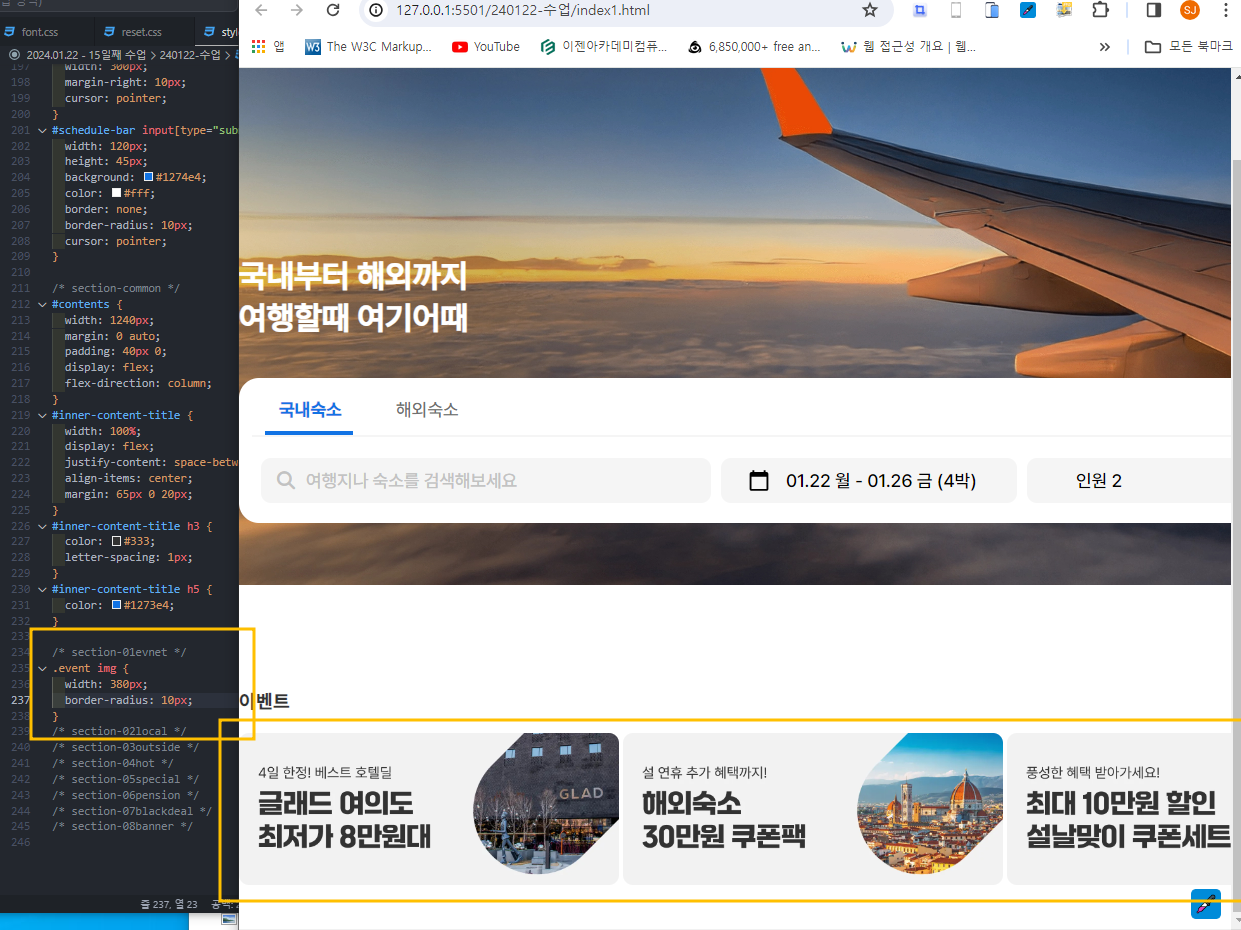 font.css
reset.css
2024.01.22 - 15일째 수업 > 240122-수업 >
127.0.0.1:5501/240122-수업/index1.html
SJ
앱
The W3C Markup...
YouTube
이젠아카데미컴퓨...
6,850,000+ free an...
웹 접근성 개요 | 웹...
모든 북마크
197 width: 300px;
198 margin-right: 10px;
199 cursor: pointer;
200 }
201 #schedule-bar input[type="sub
202 width: 120px;
203 height: 45px;
204 background: #1274e4;
205 color: #fff;
206 border: none;
207 border-radius: 10px;
208 cursor: pointer;
209 }
210
211 /* section-common */
212 #contents {
213 width: 1240px;
214 margin: 0 auto;
215 padding: 40px 0;
216 display: flex;
217 flex-direction: column;
218 }
219 #inner-content-title {
220 width: 100%;
221 display: flex;
222 justify-content: space-betw
223 align-items: center;
224 margin: 65px 0 20px;
225 }
226 #inner-content-title h3 {
227 color: #333;
228 letter-spacing: 1px;
229 }
230 #inner-content-title h5 {
231 color: #1273e4;
232 }
233
234 /* section-01evnet */
235 .event img {
236 width: 380px;
237 border-radius: 10px;
238 }
239 /* section-02local */
240 /* section-03outside */
241 /* section-04hot */
242 /* section-05special */
243 /* section-06pension */
244 /* section-07blackdeal */
245 /* section-08banner */
246
줄 237, 열 23
국내부터 해외까지
여행할때 여기어때
국내숙소
해외숙소
여행지나 숙소를 검색해보세요
01.22 월 - 01.26 금 (4박)
인원 2
이벤트
4일 한정! 베스트 호텔딜
글래드 여의도
최저가 8만원대
GLAD
설 연휴 추가 혜택까지!
해외숙소
30만원 쿠폰팩
풍성한 혜택 받아가세요!
최대 10만원 할인
설날맞이 쿠폰세트